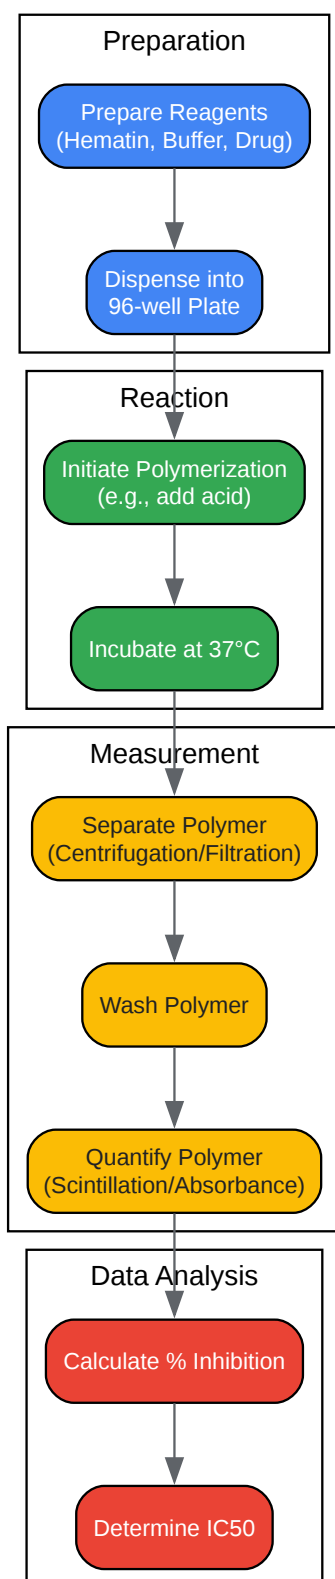 Preparation
Prepare Reagents
(Hematin, Buffer, Drug)
Dispense into
96-well Plate
Reaction
Initiate Polymerization
(e.g., add acid)
Incubate at 37°C
Measurement
Separate Polymer
(Centrifugation/Filtration)
Wash Polymer
Quantify Polymer
(Scintillation/Absorbance)
Data Analysis
Calculate % Inhibition
Determine IC50